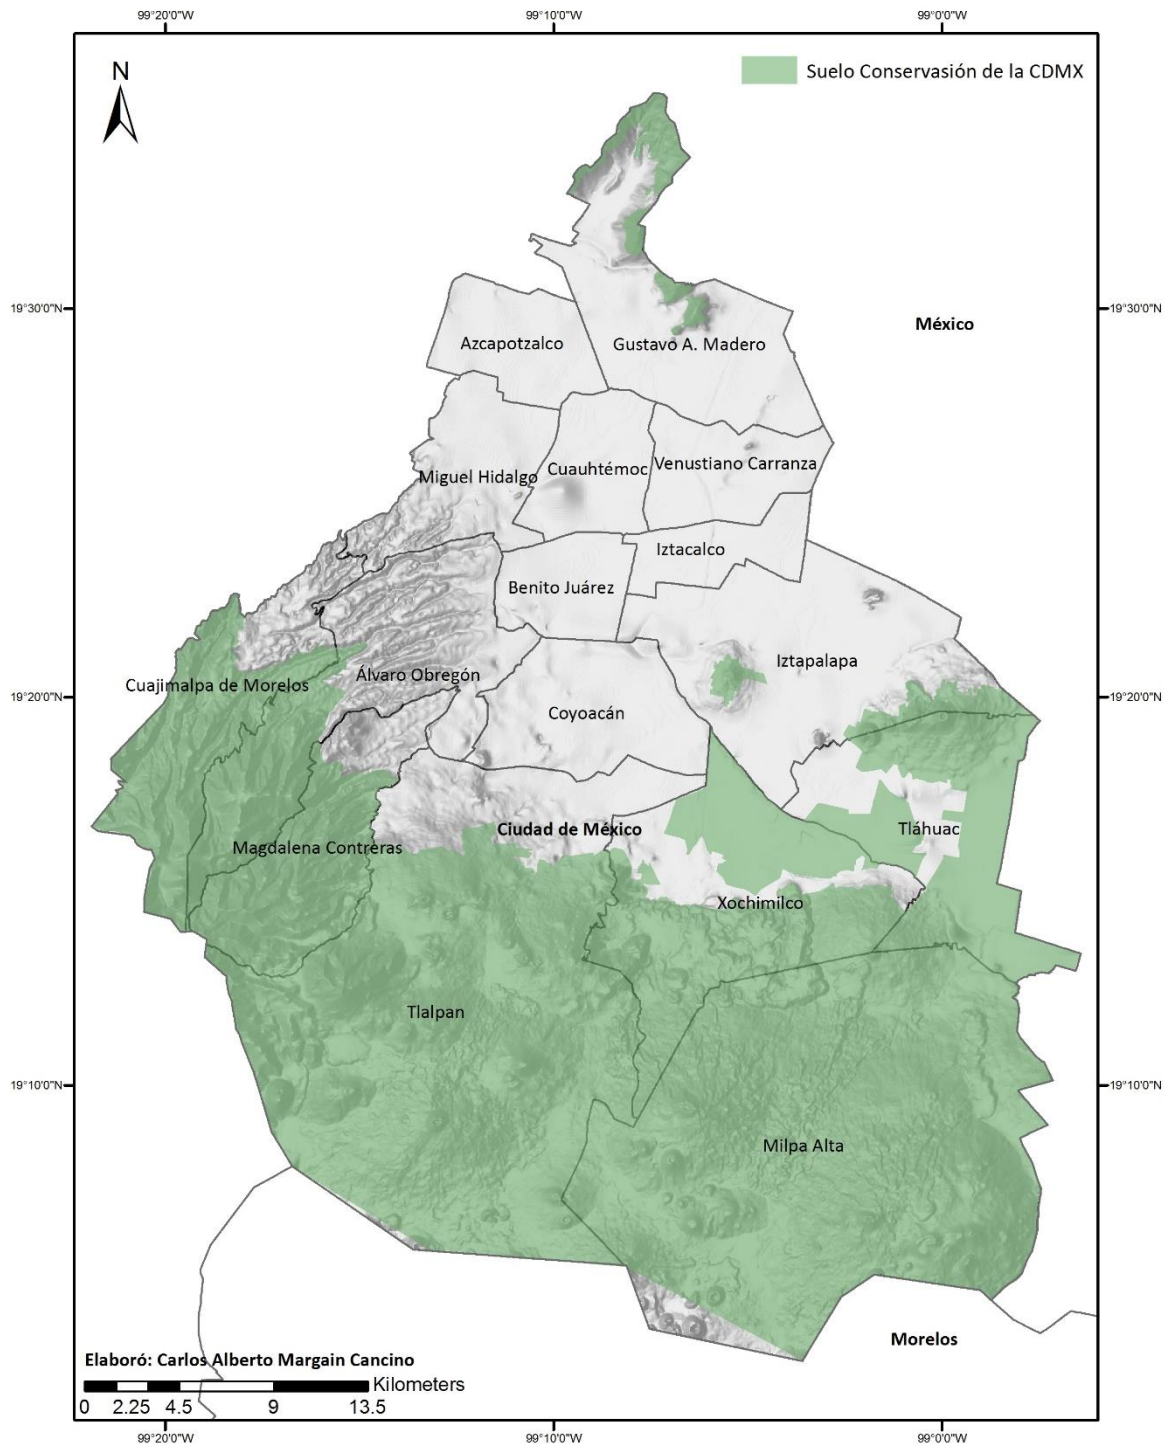 99°20'0"W 99°10'0"W 99°0'0"W
N
Suelo Conservasión de la CDMX
19°30'0"N 19°30'0"N
México
Azcapotzalco
Gustavo A. Madero
Miguel Hidalgo
Cuauhtémoc
Venustiano Carranza
Iztacalco
Benito Juárez
Iztapalapa
Álvaro Obregón
Cuajimalpa de Morelos
19°20'0"N 19°20'0"N
Coyoacán
Ciudad de México
Tláhuac
Magdalena Contreras
Xochimilco
Tlalpan
19°10'0"N 19°10'0"N
Milpa Alta
Morelos
Elaboró: Carlos Alberto Margain Cancino
Kilometers
0 2.25 4.5 9 13.5
99°20'0"W 99°10'0"W 99°0'0"W